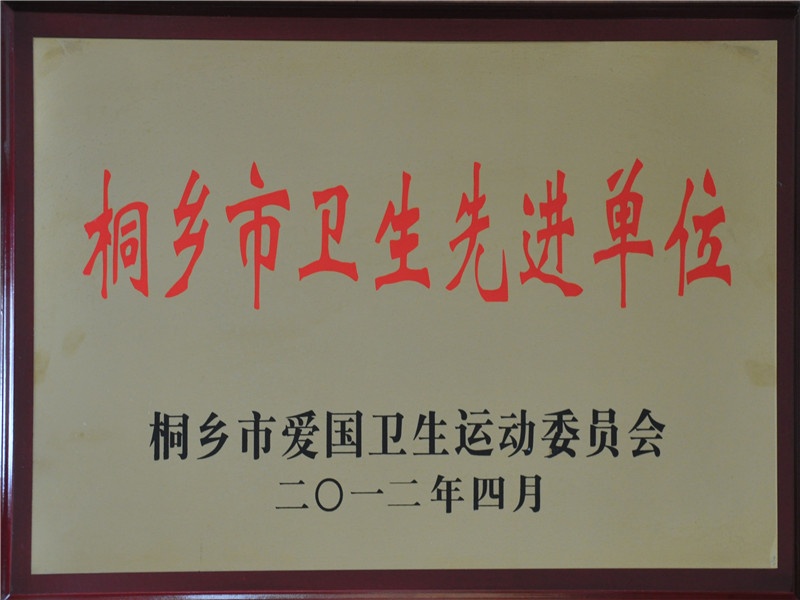 桐乡市卫生先进单位
桐乡市爱国卫生运动委员会
二〇一二年四月